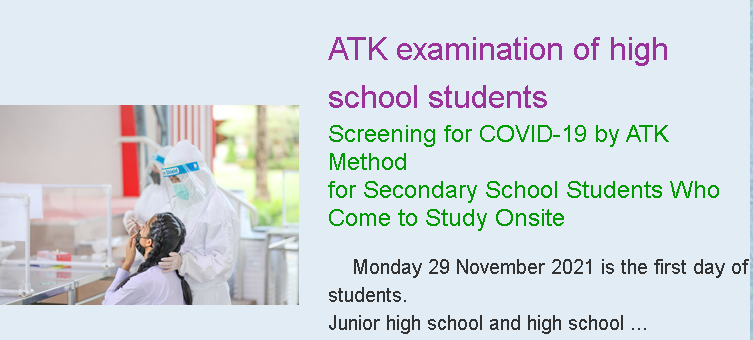 ATK examination of high
school students
Screening for COVID-19 by ATK
Method
for Secondary School Students Who
Come to Study Onsite
Monday 29 November 2021 is the first day of
students.
Junior high school and high school ...